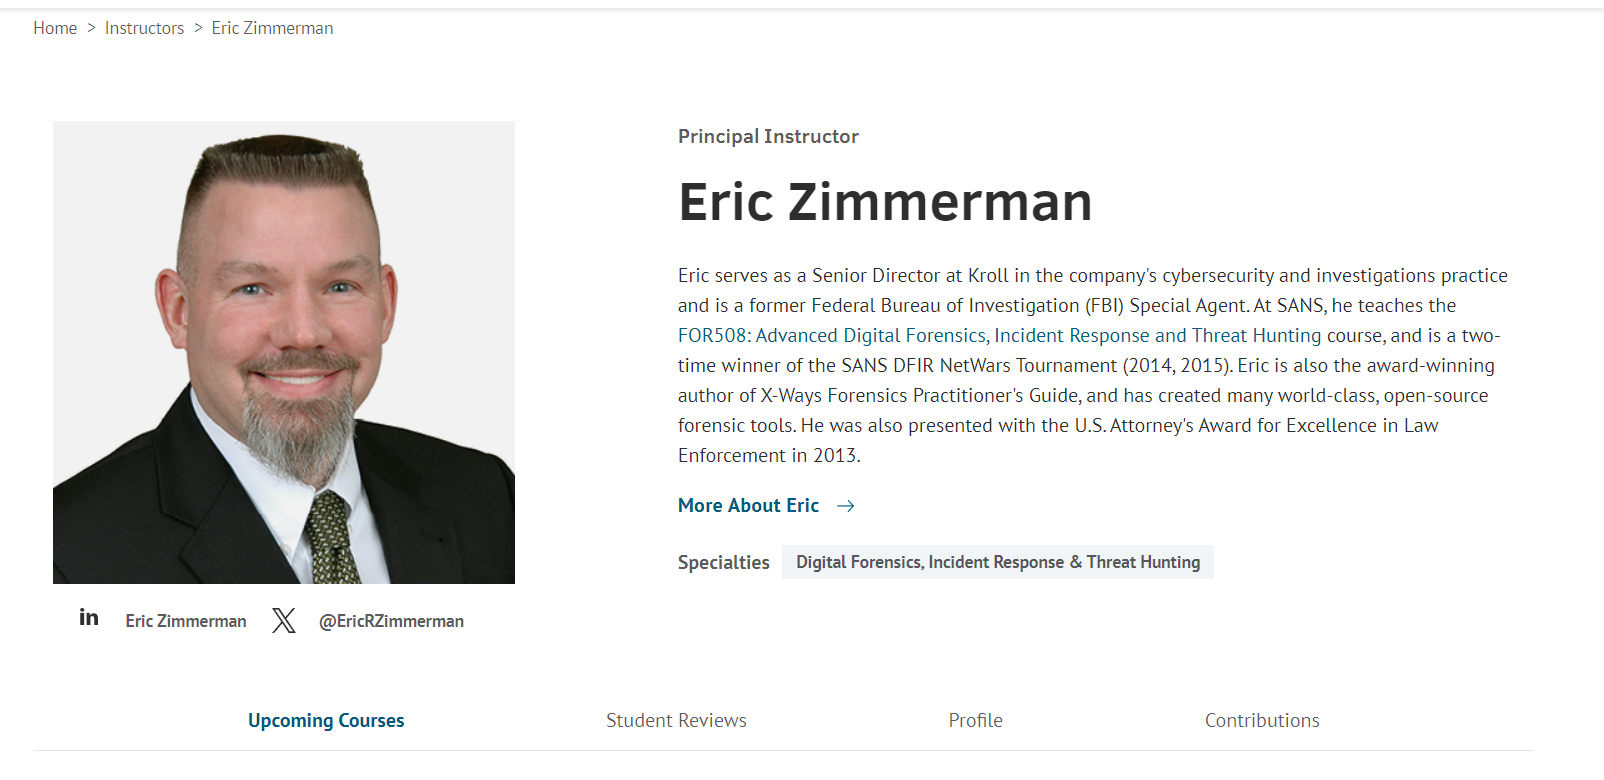 Home > Instructors > Eric Zimmerman
Principal Instructor
Eric Zimmerman
Eric serves as a Senior Director at Kroll in the company's cybersecurity and investigations practice
and is a former Federal Bureau of Investigation (FBI) Special Agent. At SANS, he teaches the
FOR508: Advanced Digital Forensics, Incident Response and Threat Hunting course, and is a two-
time winner of the SANS DFIR NetWars Tournament (2014, 2015). Eric is also the award-winning
author of X-Ways Forensics Practitioner's Guide, and has created many world-class, open-source
forensic tools. He was also presented with the U.S. Attorney's Award for Excellence in Law
Enforcement in 2013.
More About Eric →
Specialties Digital Forensics, Incident Response & Threat Hunting
in Eric Zimmerman X @EricRZimmerman
Upcoming Courses Student Reviews Profile Contributions